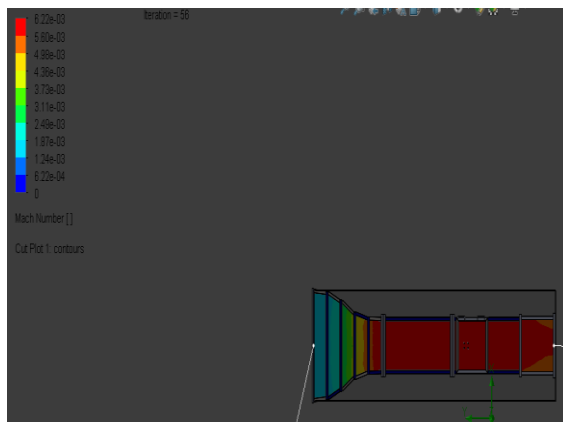 Iteration = 56
6.22e-03
5.60e-03
4.98e-03
4.36e-03
3.73e-03
3.11e-03
2.49e-03
1.87e-03
1.24e-03
6.22e-04
0
Mach Number [ ]
Cut Plot 1: contours